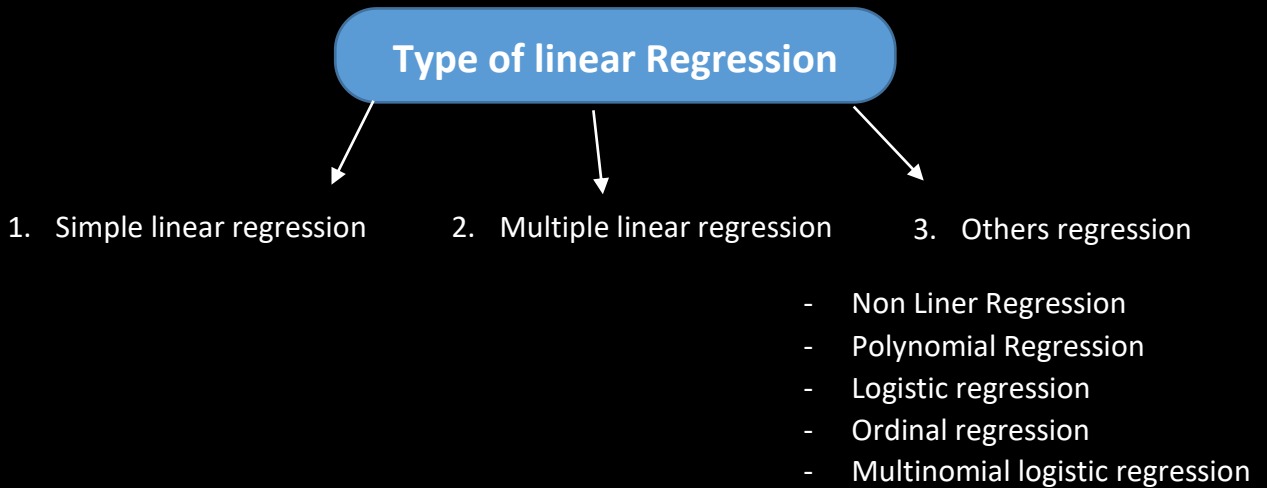 Type of linear Regression
1. Simple linear regression
2. Multiple linear regression
3. Others regression
- Non Liner Regression
- Polynomial Regression
- Logistic regression
- Ordinal regression
- Multinomial logistic regression